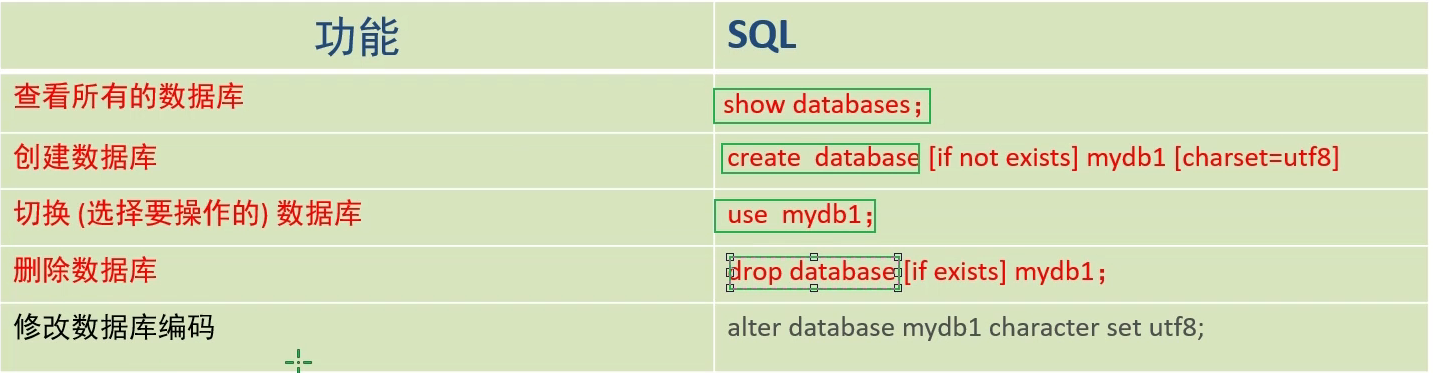 功能
SQL
查看所有的数据库
show databases；
创建数据库
create  database [if not exists] mydb1 [charset=utf8]
切换 (选择要操作的) 数据库
use  mydb1；
删除数据库
drop database [if exists] mydb1；
修改数据库编码
alter database mydb1 character set utf8;